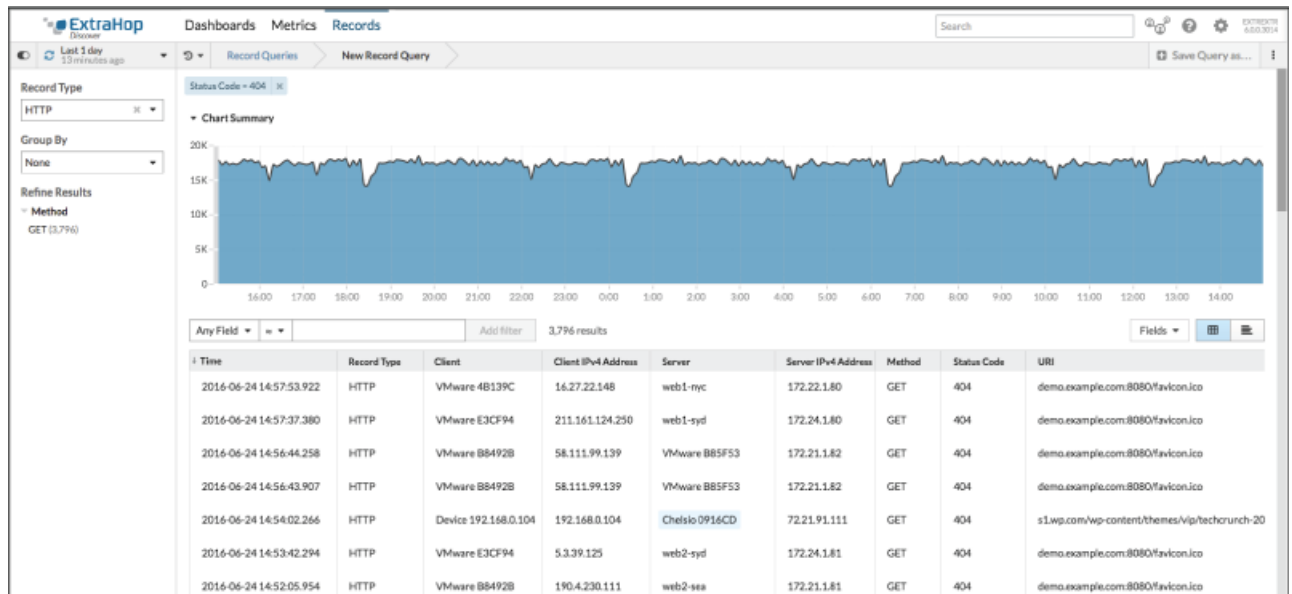 ExtraHop
Discover
Dashboards Metrics Records
Search
EXTREXTR
6.0.0.3014
Last 1 day
13 minutes ago
Record Queries
New Record Query
Save Query as...
Record Type
HTTP
Group By
None
Refine Results
Method
GET (3,796)
Status Code = 404
Chart Summary
20K
15K
10K
5K
0
16:00 17:00 18:00 19:00 20:00 21:00 22:00 23:00 0:00 1:00 2:00 3:00 4:00 5:00 6:00 7:00 8:00 9:00 10:00 11:00 12:00 13:00 14:00
Any Field = Add filter 3,796 results Fields
Time Record Type Client Client IPv4 Address Server Server IPv4 Address Method Status Code URI
2016-06-24 14:57:53.922 HTTP VMware 4B139C 16.27.22.148 web1-nyc 172.22.1.80 GET 404 demo.example.com:8080/favicon.ico
2016-06-24 14:57:37.380 HTTP VMware E3CF94 211.161.124.250 web1-syd 172.24.1.80 GET 404 demo.example.com:8080/favicon.ico
2016-06-24 14:56:44.258 HTTP VMware B8492B 58.111.99.139 VMware B85F53 172.21.1.82 GET 404 demo.example.com:8080/favicon.ico
2016-06-24 14:56:43.907 HTTP VMware B8492B 58.111.99.139 VMware B85F53 172.21.1.82 GET 404 demo.example.com:8080/favicon.ico
2016-06-24 14:54:02.266 HTTP Device 192.168.0.104 192.168.0.104 Chelsio 0916CD 72.21.91.111 GET 404 s1.wp.com/wp-content/themes/vip/techcrunch-20
2016-06-24 14:53:42.294 HTTP VMware E3CF94 5.3.39.125 web2-syd 172.24.1.81 GET 404 demo.example.com:8080/favicon.ico
2016-06-24 14:52:05.954 HTTP VMware B8492B 190.4.230.111 web2-sea 172.21.1.81 GET 404 demo.example.com:8080/favicon.ico